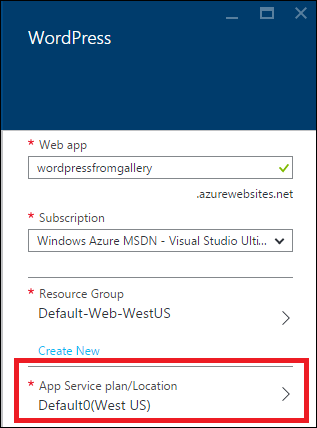 WordPress
* Web app
wordpressfromgallery
.azurewebsites.net
* Subscription
Windows Azure MSDN - Visual Studio Ulti...
* Resource Group
Default-Web-WestUS
Create New
* App Service plan/Location
Default0(West US)